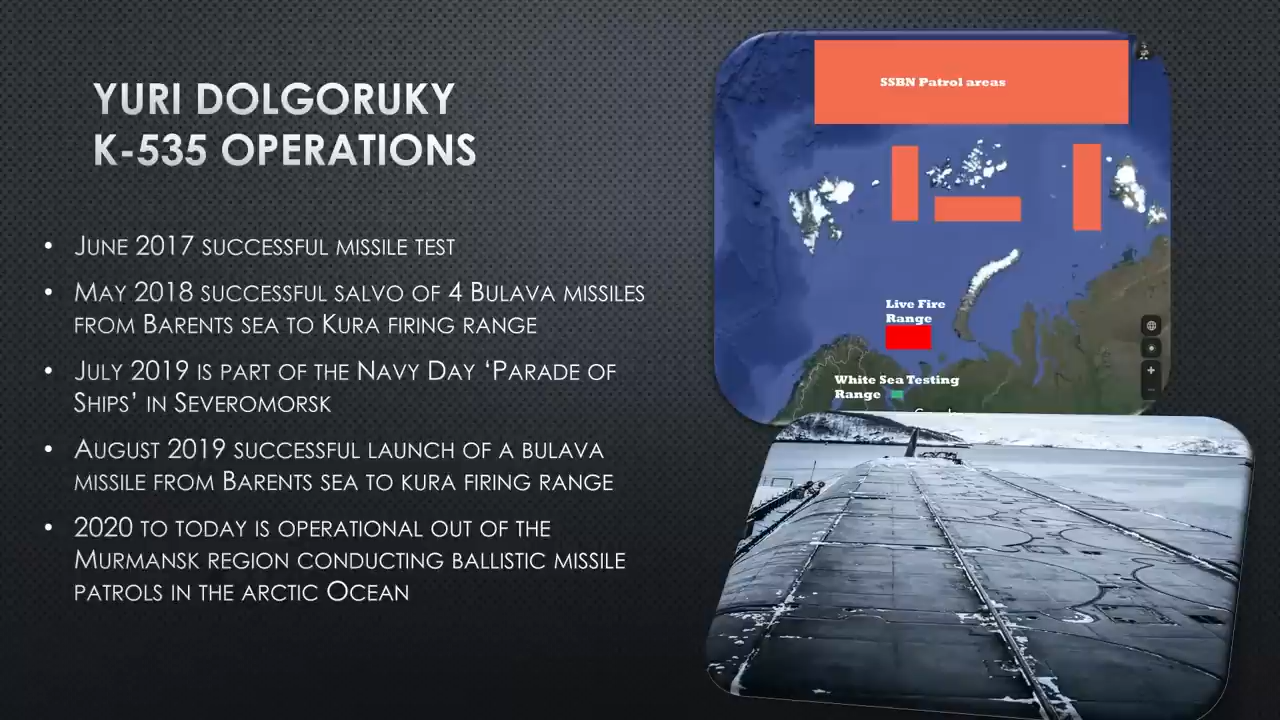 YURI DOLGORUKY
K-535 OPERATIONS
• June 2017 successful missile test
• May 2018 successful salvo of 4 Bulava missiles
from Barents sea to Kura firing range
• July 2019 is part of the Navy Day ‘Parade of
Ships’ in Severomorsk
• August 2019 successful launch of a bulava
missile from Barents sea to kura firing range
• 2020 to today is operational out of the
Murmansk region conducting ballistic missile
patrols in the arctic Ocean
SSBN Patrol areas
Live Fire
Range
White Sea Testing
Range